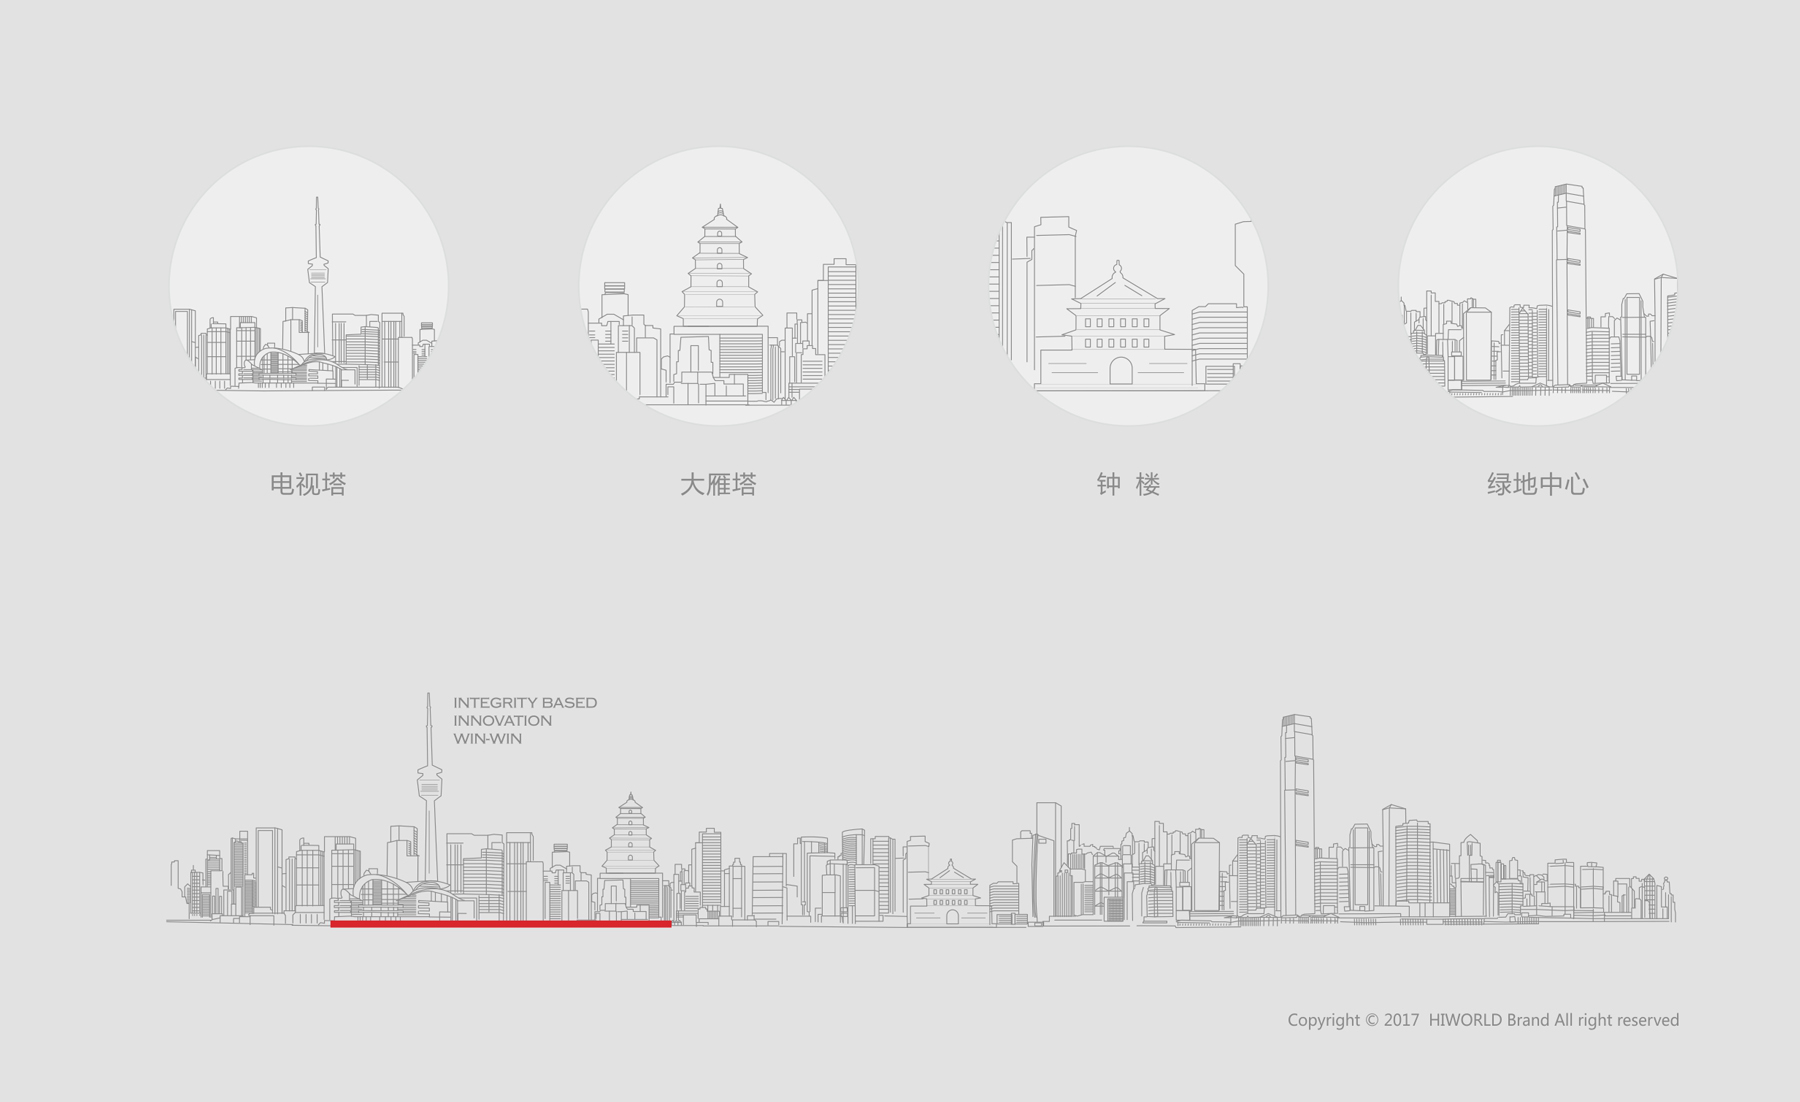 电视塔
大雁塔
钟 楼
绿地中心
INTEGRITY BASED
INNOVATION
WIN-WIN
Copyright © 2017 HIWORLD Brand All right reserved